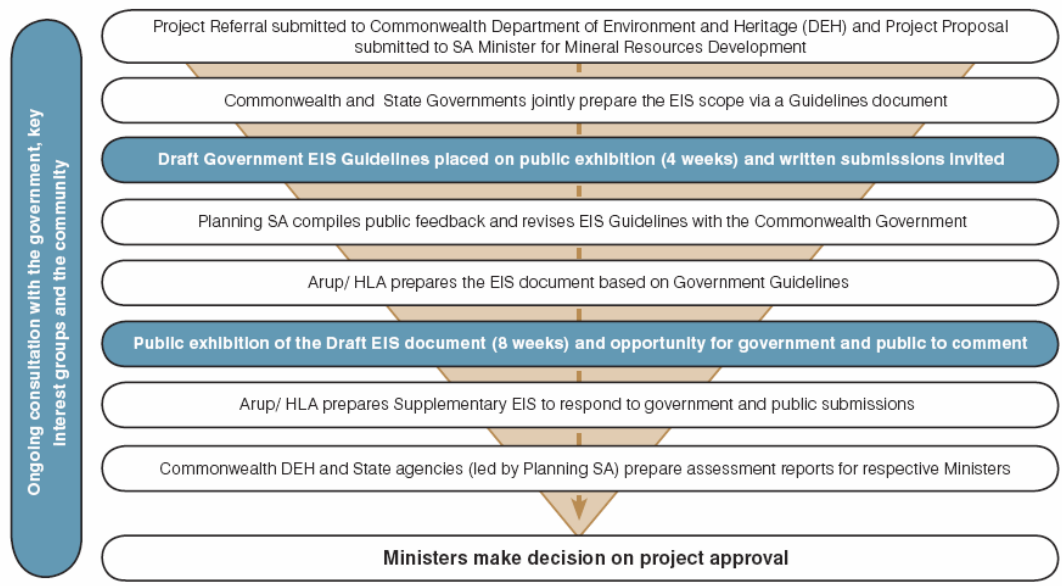 Ongoing consultation with the government, key
Interest groups and the community
Project Referral submitted to Commonwealth Department of Environment and Heritage (DEH) and Project Proposal
submitted to SA Minister for Mineral Resources Development
Commonwealth and State Governments jointly prepare the EIS scope via a Guidelines document
Draft Government EIS Guidelines placed on public exhibition (4 weeks) and written submissions invited
Planning SA compiles public feedback and revises EIS Guidelines with the Commonwealth Government
Arup/ HLA prepares the EIS document based on Government Guidelines
Public exhibition of the Draft EIS document (8 weeks) and opportunity for government and public to comment
Arup/ HLA prepares Supplementary EIS to respond to government and public submissions
Commonwealth DEH and State agencies (led by Planning SA) prepare assessment reports for respective Ministers
Ministers make decision on project approval